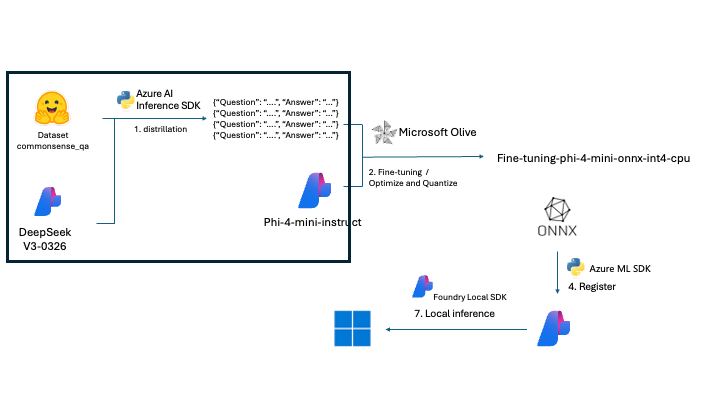 Azure AI
Inference SDK
1. distrillation
Dataset
commonsense_qa
DeepSeek
V3-0326
{"Question": "....", "Answer": "..."}
{"Question": "....", "Answer": "..."}
{"Question": "....", "Answer": "..."}
{"Question": "....", "Answer": "..."}
Phi-4-mini-instruct
Microsoft Olive
2. Fine-tuning /
Optimize and Quantize
Fine-tuning-phi-4-mini-onnx-int4-cpu
ONNX
Azure ML SDK
4. Register
Foundry Local SDK
7. Local inference